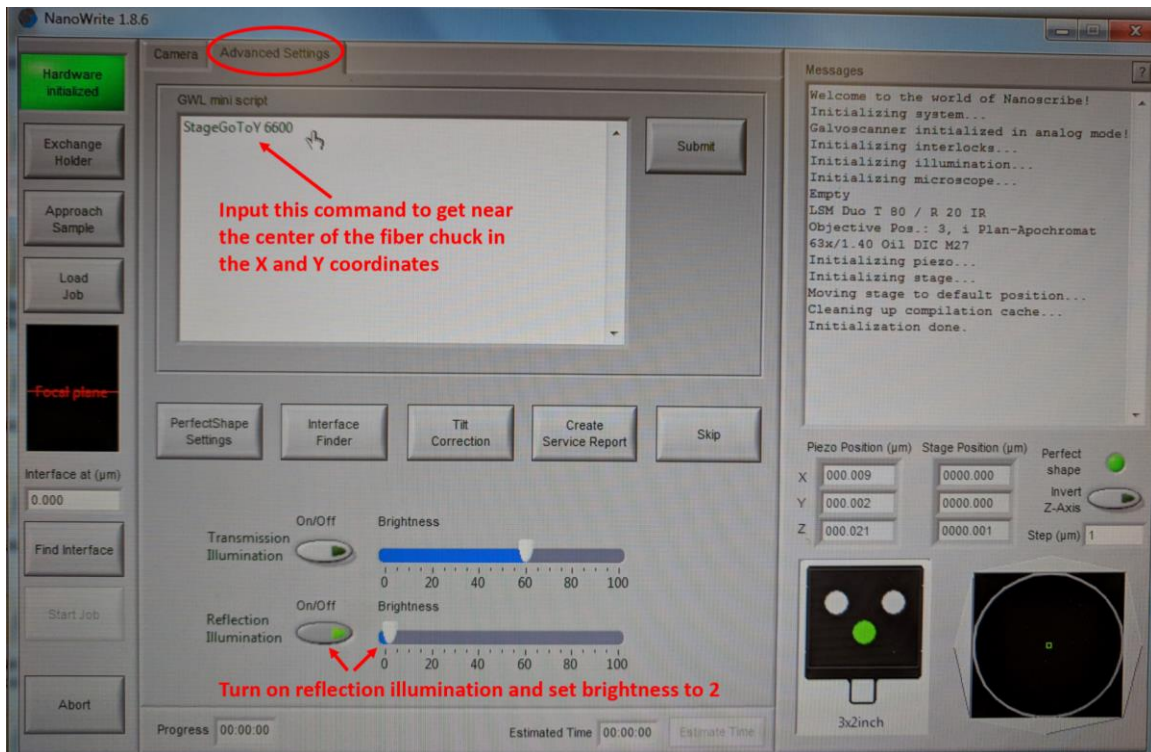 NanoWrite 1.8.6
Camera
Advanced Settings
Hardware
initialized
Exchange
Holder
Approach
Sample
Load
Job
Focal plane
Interface at (µm)
0.000
Find Interface
Start Job
Abort
GWL mini script
StageGoToY 6600
Submit
Input this command to get near
the center of the fiber chuck in
the X and Y coordinates
PerfectShape
Settings
Interface
Finder
Tilt
Correction
Create
Service Report
Skip
On/Off
Brightness
Transmission
Illumination
0 20 40 60 80 100
On/Off
Brightness
Reflection
Illumination
0 20 40 60 80 100
Turn on reflection illumination and set brightness to 2
Progress 00:00:00
Estimated Time 00:00:00
Estimate Time
Messages
?
Welcome to the world of Nanoscribe!
Initializing system...
Galvoscanner initialized in analog mode!
Initializing interlocks...
Initializing illumination...
Initializing microscope...
Empty
LSM Duo T 80 / R 20 IR
Objective Pos.: 3, i Plan-Apochromat
63x/1.40 Oil DIC M27
Initializing piezo...
Initializing stage...
Moving stage to default position...
Cleaning up compilation cache...
Initialization done.
Piezo Position (µm) Stage Position (µm)
X 000.009 0000.000
Y 000.002 0000.000
Z 000.021 0000.001
Perfect
shape
Invert
Z-Axis
Step (µm) 1
3x2inch